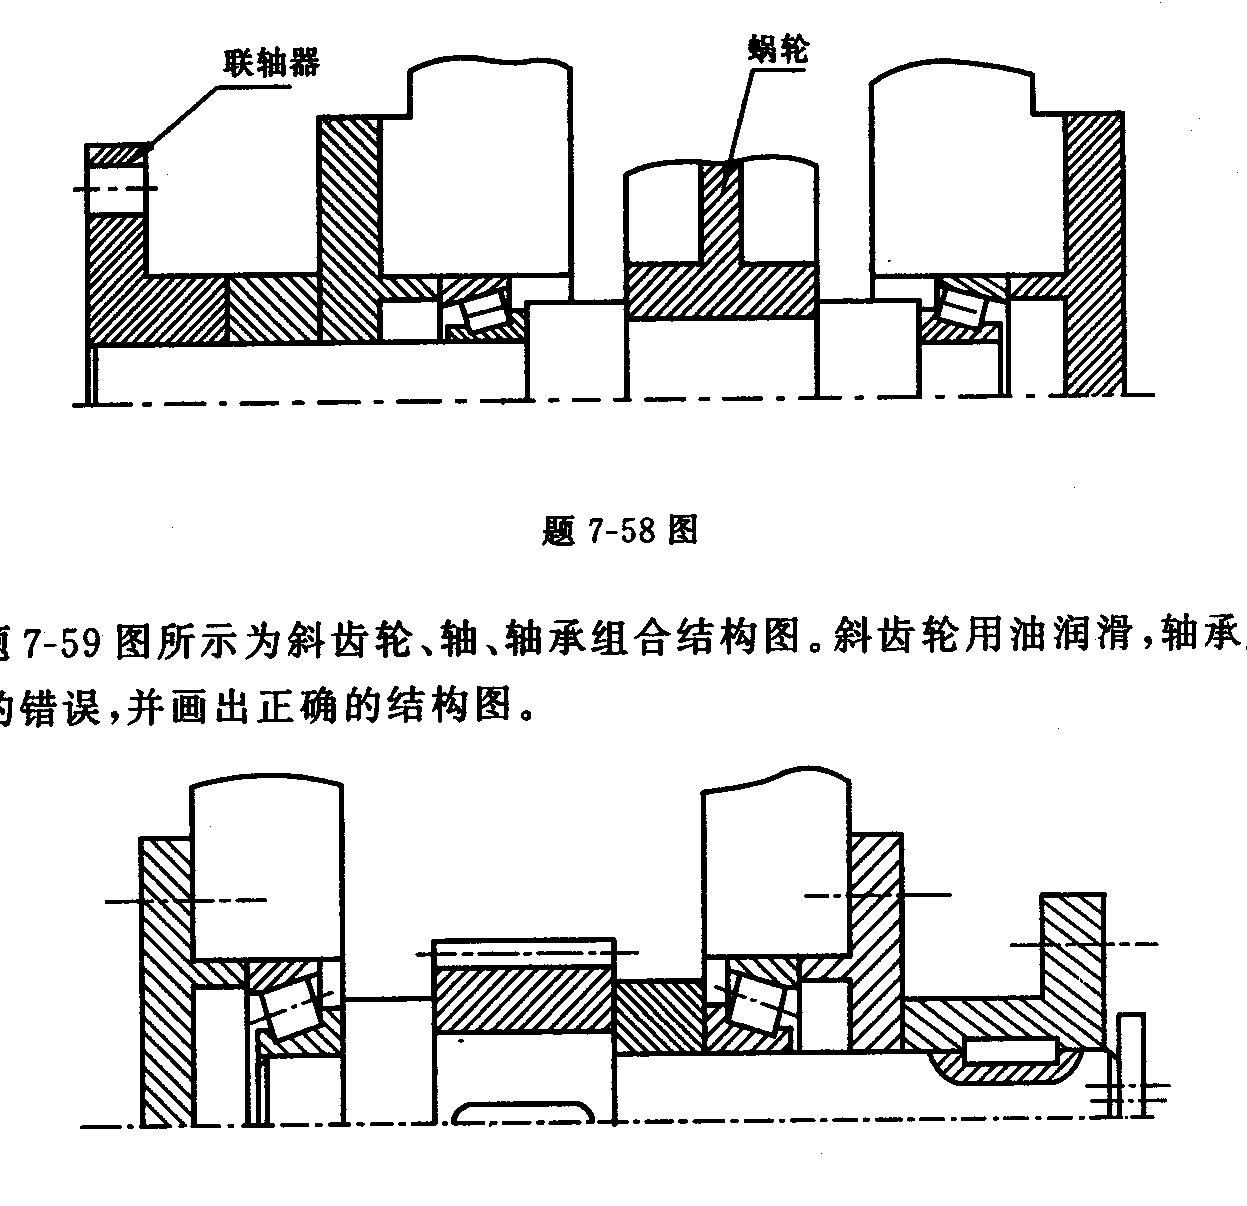 联轴器
蜗轮
题 7-58 图
7-59 图所示为斜齿轮、轴、轴承组合结构图。斜齿轮用油润滑,轴承
的错误,并画出正确的结构图。